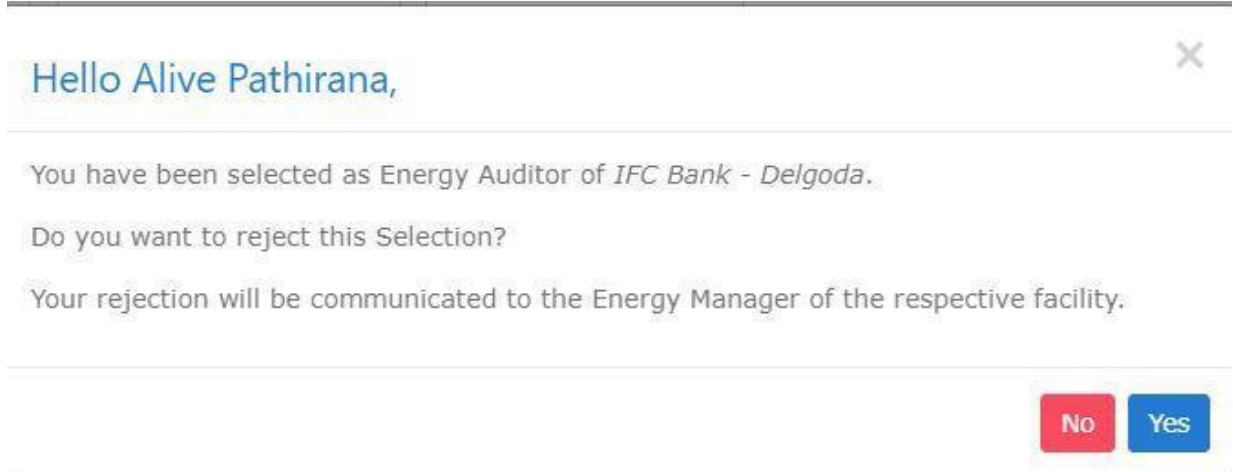 Hello Alive Pathirana,
×
You have been selected as Energy Auditor of IFC Bank - Delgoda.
Do you want to reject this Selection?
Your rejection will be communicated to the Energy Manager of the respective facility.
No Yes